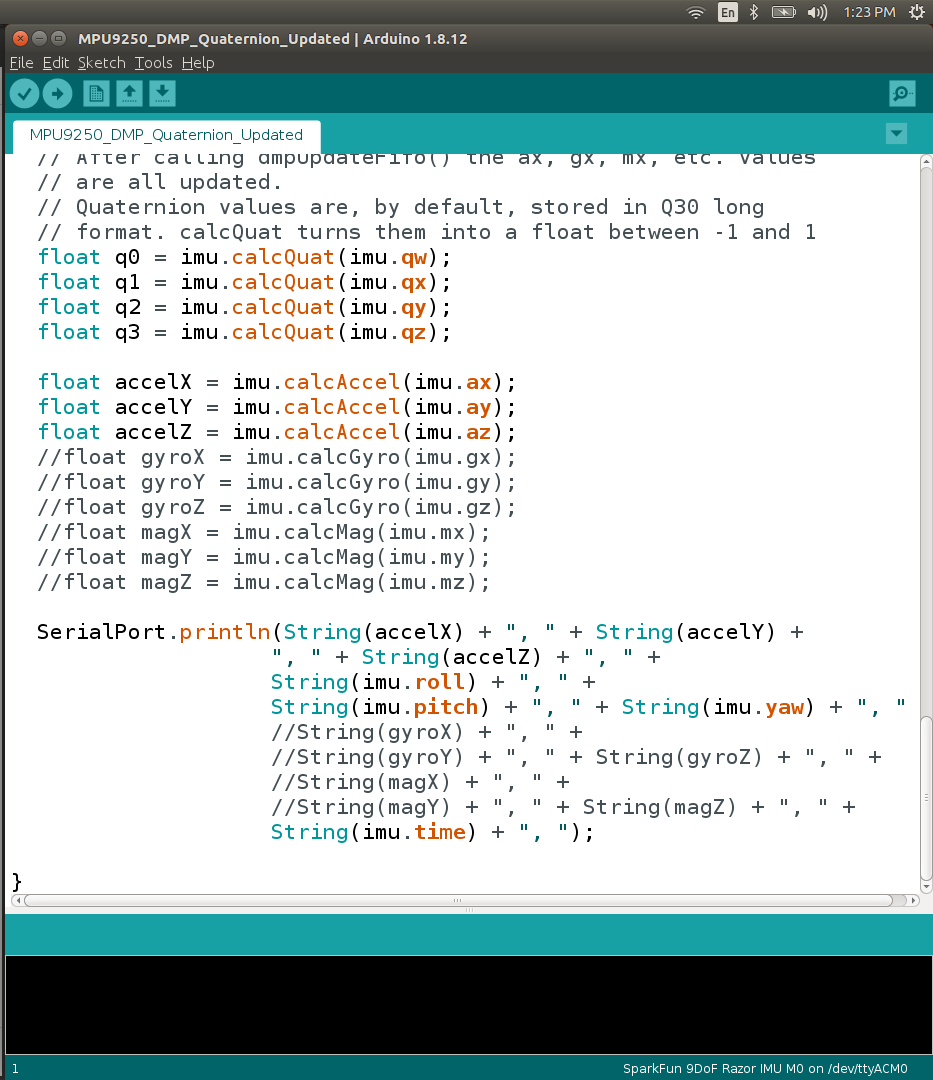 En 1:23 PM
MPU9250_DMP_Quaternion_Updated | Arduino 1.8.12
File Edit Sketch Tools Help
MPU9250_DMP_Quaternion_Updated
// After calling dmpUpdateFifo() the ax, gx, mx, etc. values
// are all updated.
// Quaternion values are, by default, stored in Q30 long
// format. calcQuat turns them into a float between -1 and 1
float q0 = imu.calcQuat(imu.qw);
float q1 = imu.calcQuat(imu.qx);
float q2 = imu.calcQuat(imu.qy);
float q3 = imu.calcQuat(imu.qz);
float accelX = imu.calcAccel(imu.ax);
float accelY = imu.calcAccel(imu.ay);
float accelZ = imu.calcAccel(imu.az);
//float gyroX = imu.calcGyro(imu.gx);
//float gyroY = imu.calcGyro(imu.gy);
//float gyroZ = imu.calcGyro(imu.gz);
//float magX = imu.calcMag(imu.mx);
//float magY = imu.calcMag(imu.my);
//float magZ = imu.calcMag(imu.mz);
SerialPort.println(String(accelX) + ", " + String(accelY) +
", " + String(accelZ) + ", " +
String(imu.roll) + ", " +
String(imu.pitch) + ", " + String(imu.yaw) + ", "
//String(gyroX) + ", " +
//String(gyroY) + ", " + String(gyroZ) + ", " +
//String(magX) + ", " +
//String(magY) + ", " + String(magZ) + ", " +
String(imu.time) + ", ");
}
1 SparkFun 9DoF Razor IMU M0 on /dev/ttyACM0